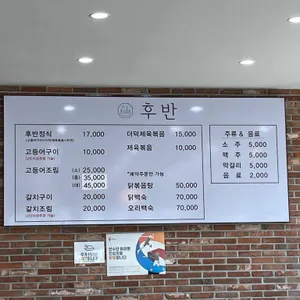 후반
후반정식 17,000
고등어구이 10,000
고등어조림 (소) 25,000
(중) 35,000
(대) 45,000
갈치구이 20,000
갈치조림 20,000
더덕제육볶음 15,000
제육볶음 10,000
닭볶음탕 50,000
닭백숙 70,000
오리백숙 70,000
주류 & 음료
소주 5,000
맥주 5,000
막걸리 5,000
음료 2,000